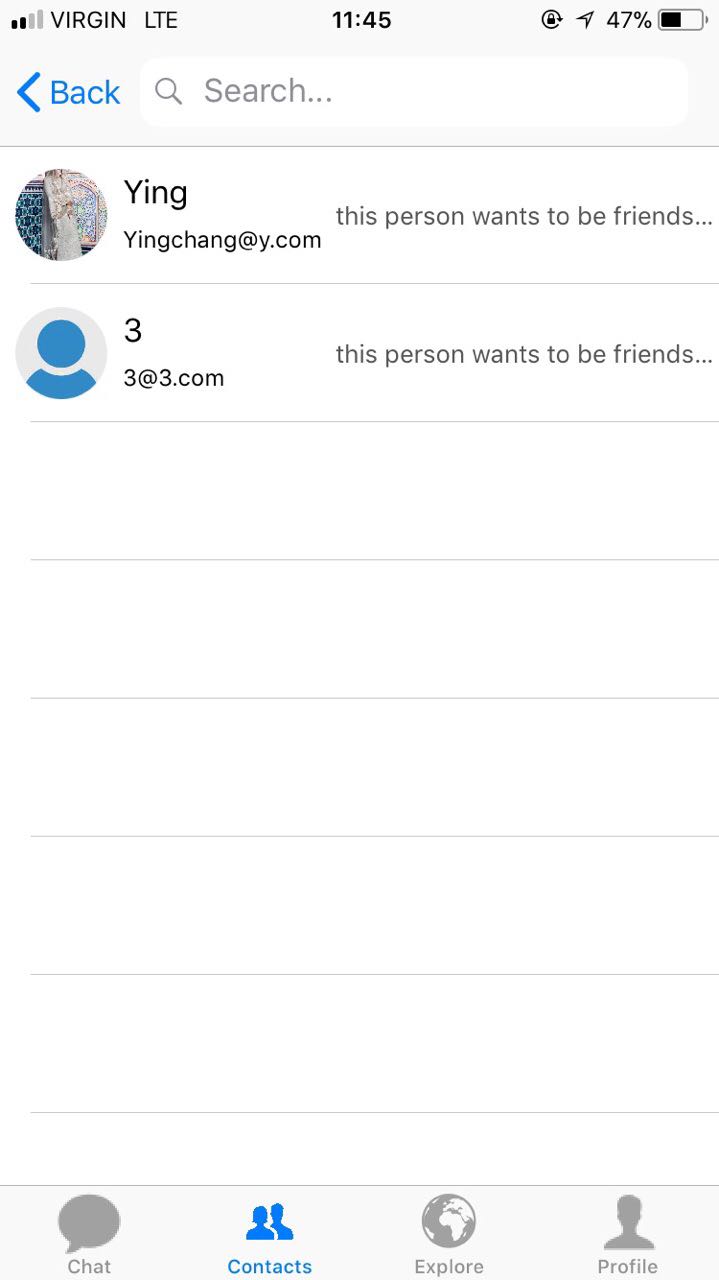 VIRGIN LTE 11:45 47%
Back Search...
Ying
Yingchang@y.com
this person wants to be friends...
3
3@3.com
this person wants to be friends...
Chat Contacts Explore Profile